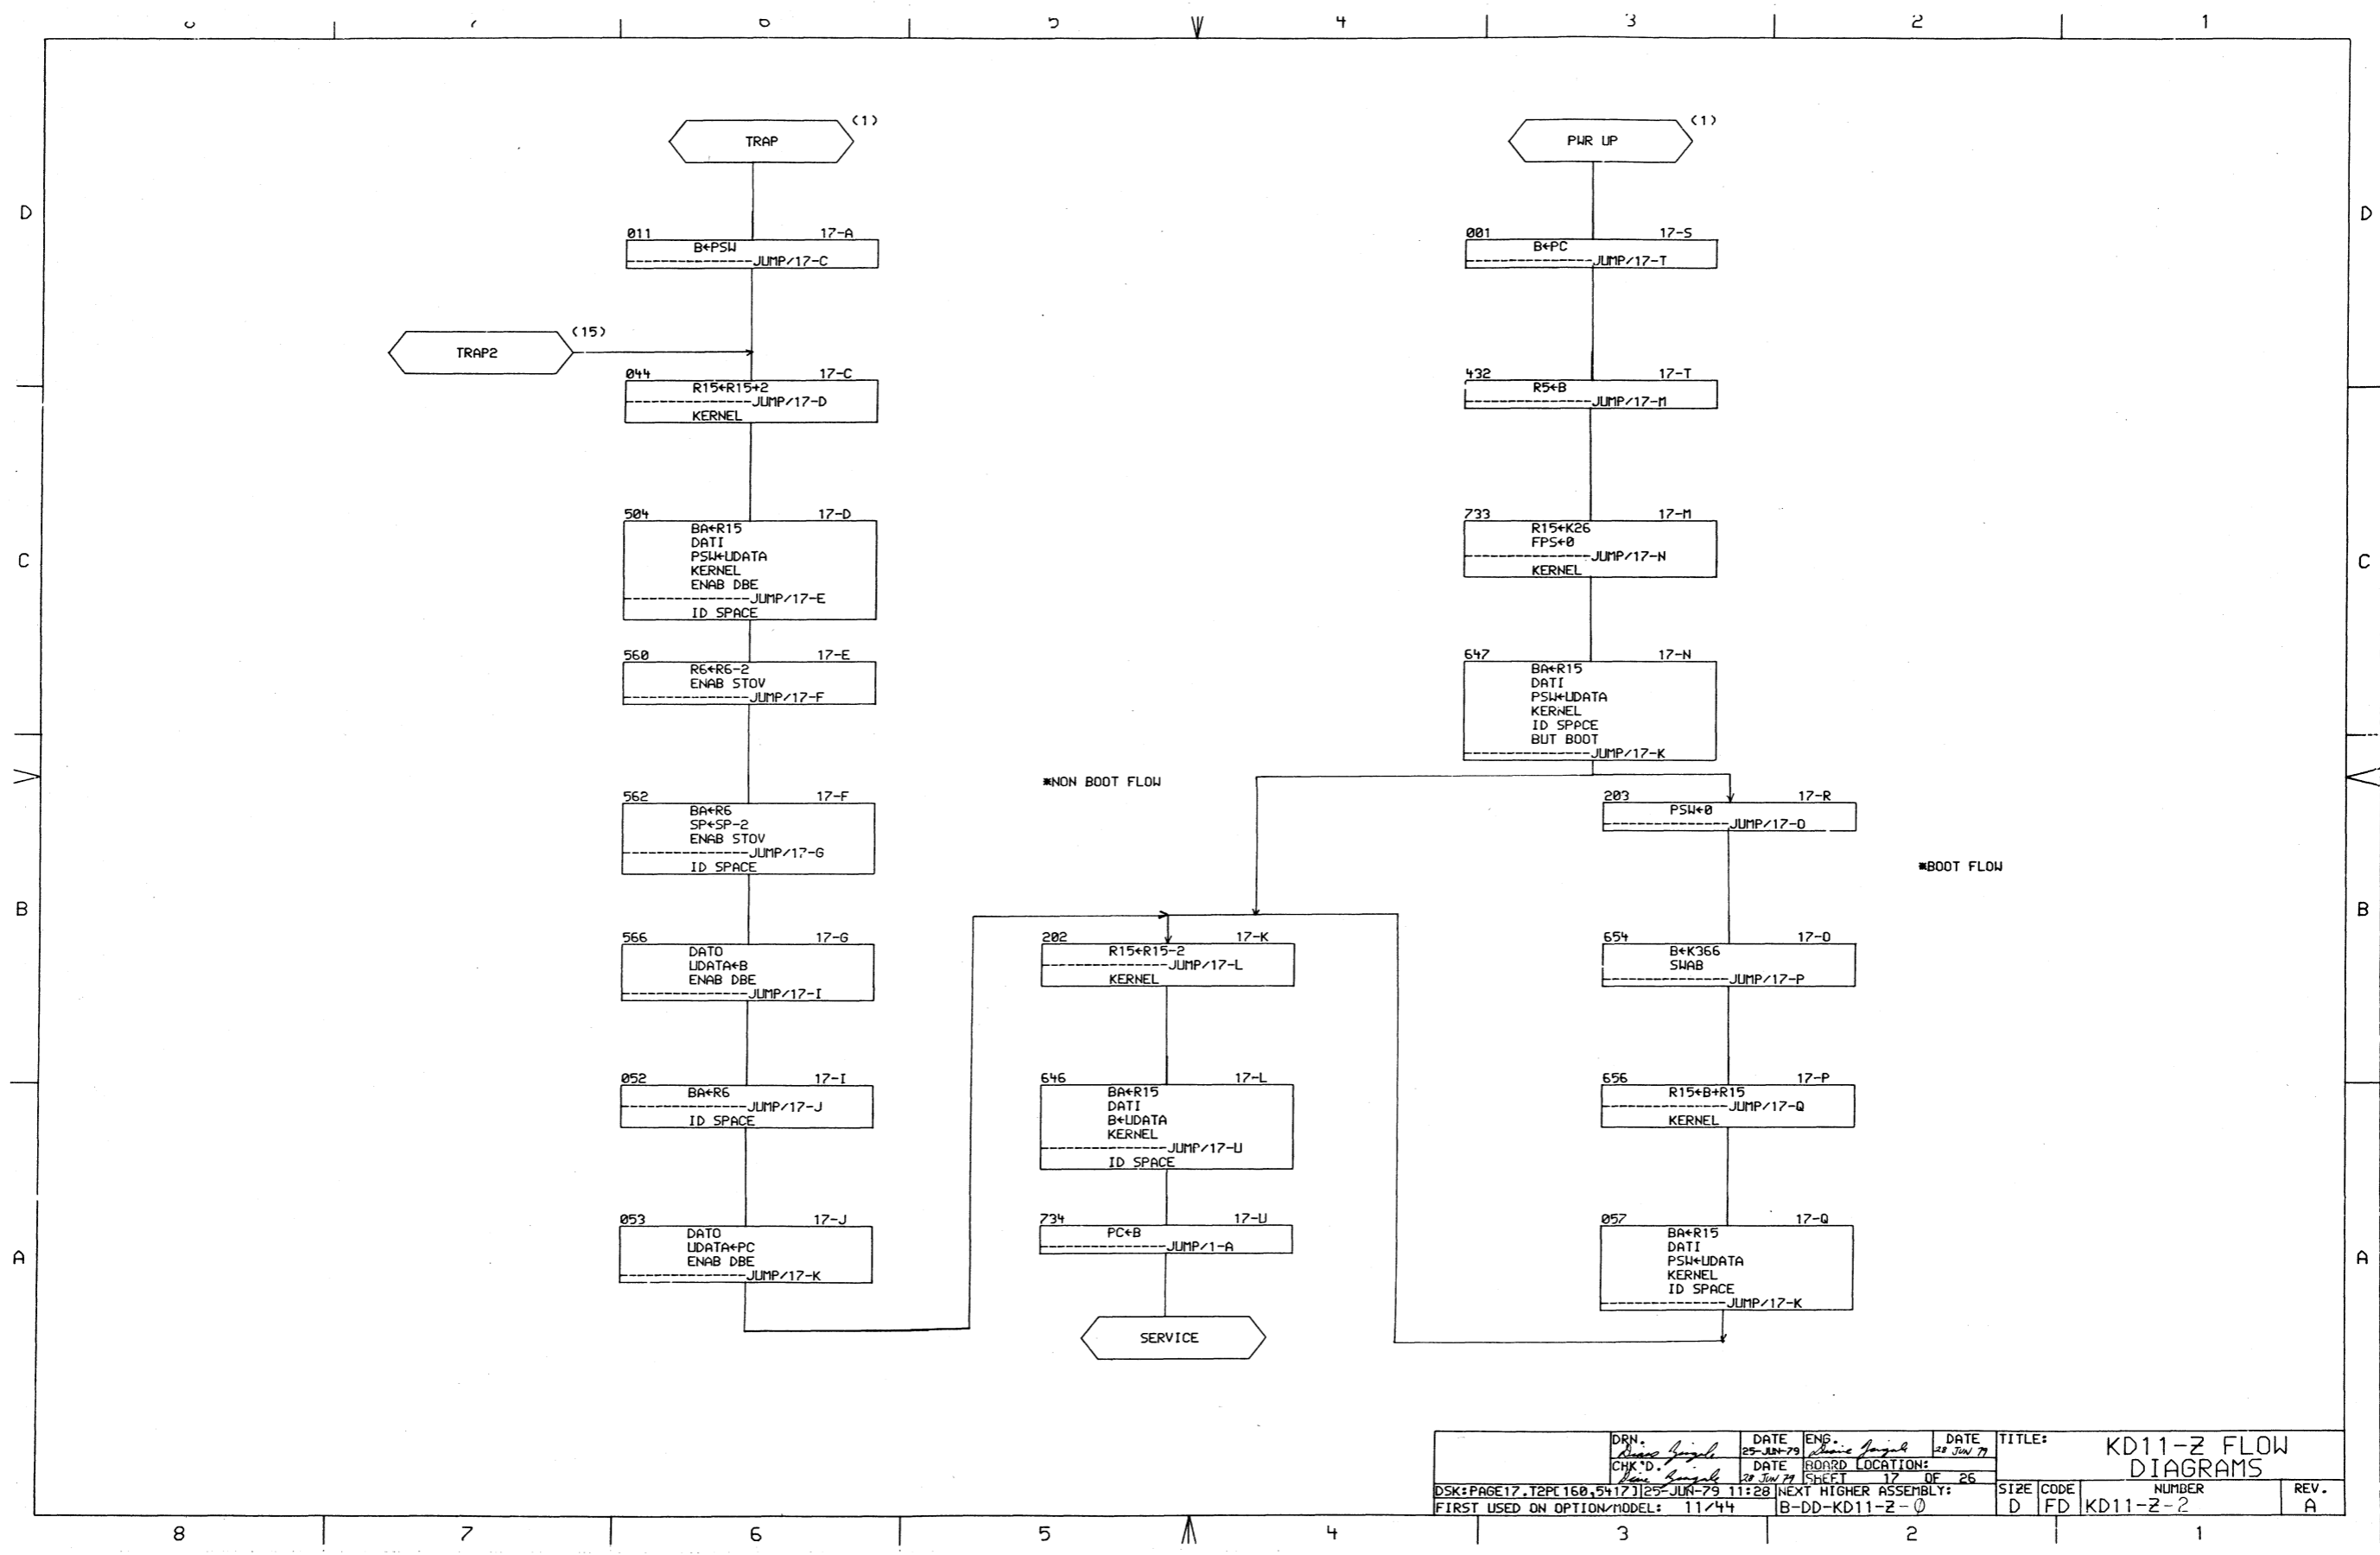 6 5 4 3 2 1
TRAP (1)
011 17-A
B←PSW
JUMP/17-C
TRAP2 (15)
044 17-C
R15←R15+2
JUMP/17-D
KERNEL
504 17-D
BA←R15
DATI
PSW←UDATA
KERNEL
ENAB DBE
JUMP/17-E
ID SPACE
560 17-E
R6←R6-2
ENAB STOV
JUMP/17-F
562 17-F
BA←R6
SP←SP-2
ENAB STOV
JUMP/17-G
ID SPACE
566 17-G
DATO
UDATA←B
ENAB DBE
JUMP/17-I
052 17-I
BA←R6
JUMP/17-J
ID SPACE
053 17-J
DATO
UDATA←PC
ENAB DBE
JUMP/17-K
*NON BOOT FLOW
202 17-K
R15←R15-2
JUMP/17-L
KERNEL
646 17-L
BA←R15
DATI
B←UDATA
KERNEL
JUMP/17-U
ID SPACE
734 17-U
PC←B
JUMP/1-A
SERVICE
PWR UP (1)
001 17-S
B←PC
JUMP/17-T
432 17-T
R5←B
JUMP/17-M
733 17-M
R15←K26
FPS←0
JUMP/17-N
KERNEL
647 17-N
BA←R15
DATI
PSW←UDATA
KERNEL
ID SPACE
BUT BOOT
JUMP/17-K
203 17-R
PSW←0
JUMP/17-O
*BOOT FLOW
654 17-O
B←K366
SWAB
JUMP/17-P
656 17-P
R15←B+R15
JUMP/17-Q
KERNEL
057 17-Q
BA←R15
DATI
PSW←UDATA
KERNEL
ID SPACE
JUMP/17-K
D D
C C
B B
A A
DRN. DATE 25-JUN-79 ENG. DATE 28 JUN 79
CHK'D. DATE 28 JUN 79 BOARD LOCATION:
SHEET 17 OF 26
TITLE: KD11-Z FLOW
DIAGRAMS
DSK:PAGE17.T2P[160,5417] 25-JUN-79 11:28 NEXT HIGHER ASSEMBLY:
FIRST USED ON OPTION/MODEL: 11/44 B-DD-KD11-Z-0
SIZE D CODE FD NUMBER KD11-Z-2 REV. A
8 7 6 5 4 3 2 1